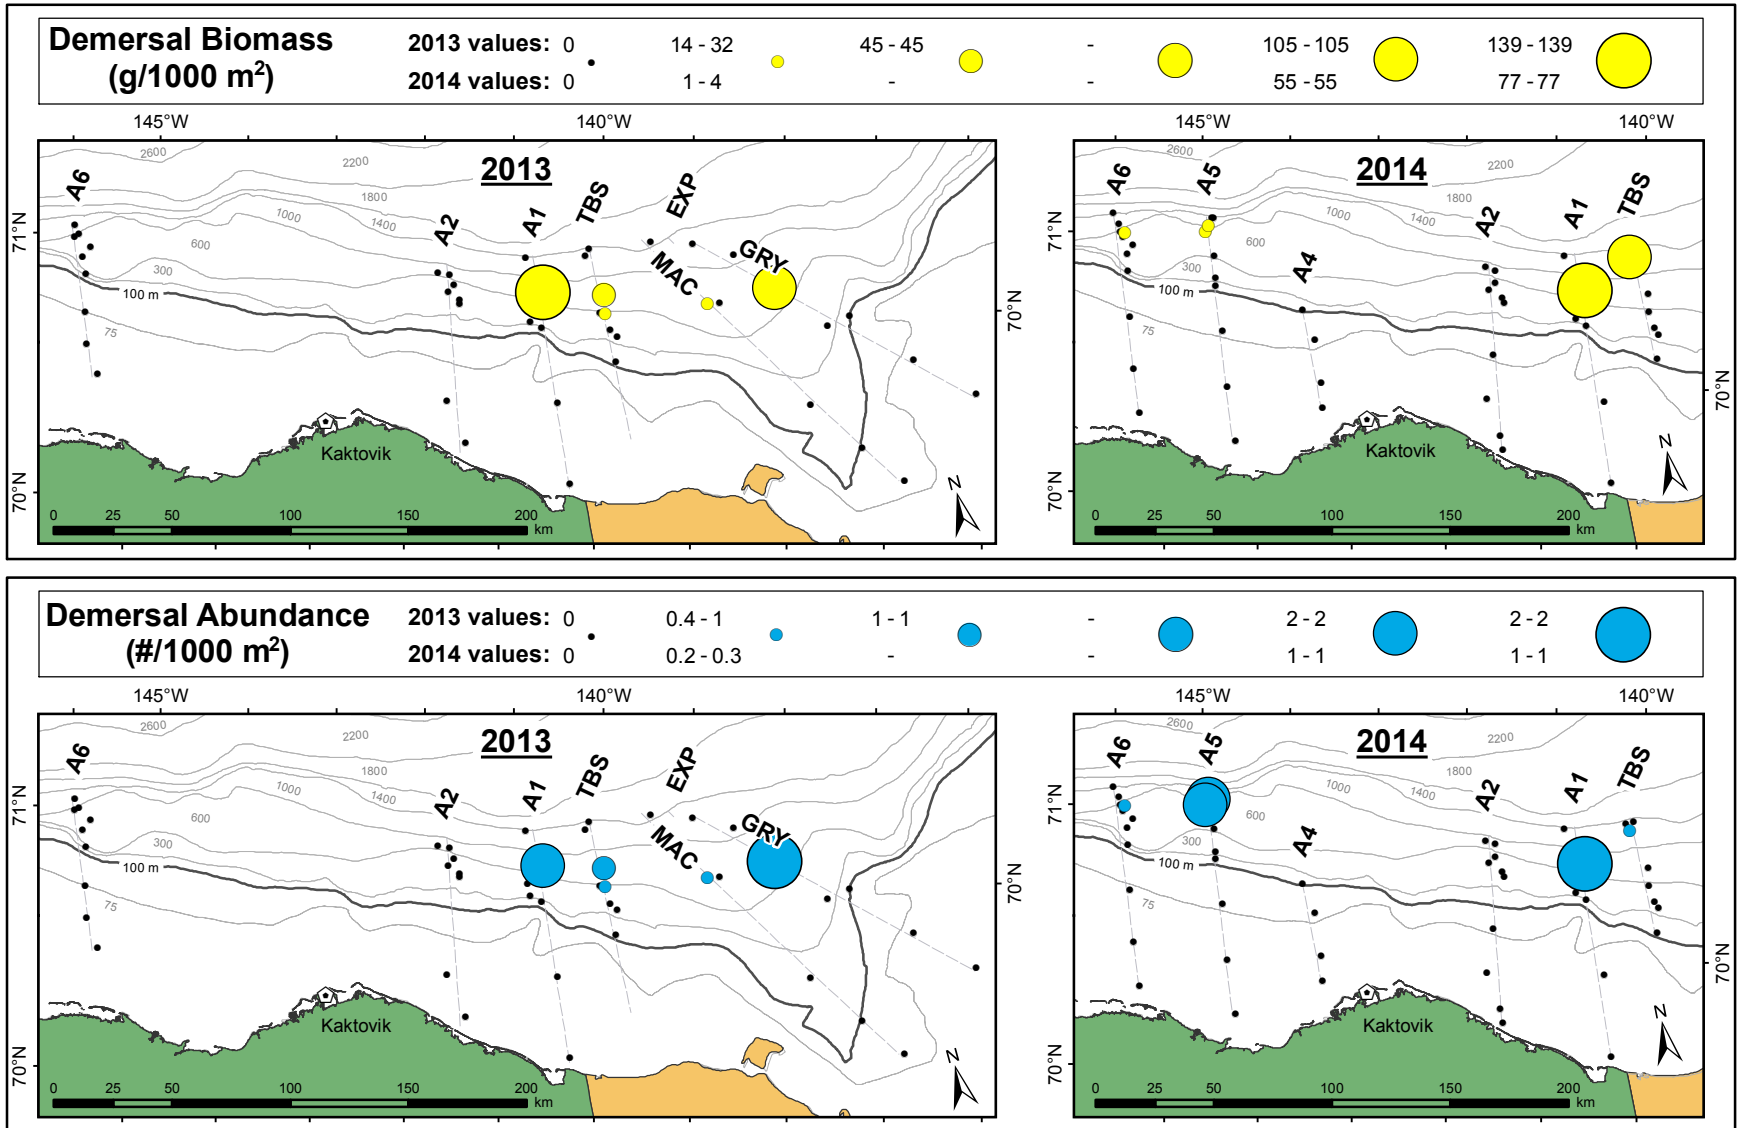 Demersal Biomass
(g/1000 m²)
2013 values: 0 14 - 32 45 - 45 - 105 - 105 139 - 139
2014 values: 0 1 - 4 - - 55 - 55 77 - 77
145°W 140°W 145°W 140°W
2013
2600 2200 1800 1400 1000 600 300 100 m 75
A6 A2 A1 TBS EXP MAC GRY
71°N 70°N 70°N
Kaktovik
N
0 25 50 100 150 200 km
2014
2600 2200 1800 1400 1000 600 300 100 m 75
A6 A5 A4 A2 A1 TBS
71°N 70°N 70°N
Kaktovik
N
0 25 50 100 150 200 km
Demersal Abundance
(#/1000 m²)
2013 values: 0 0.4 - 1 1 - 1 - 2 - 2 2 - 2
2014 values: 0 0.2 - 0.3 - - 1 - 1 1 - 1
145°W 140°W 145°W 140°W
2013
2600 2200 1800 1400 1000 600 300 100 m 75
A6 A2 A1 TBS EXP MAC GRY
71°N 70°N 70°N
Kaktovik
N
0 25 50 100 150 200 km
2014
2600 2200 1800 1400 1000 600 300 100 m 75
A6 A5 A4 A2 A1 TBS
71°N 70°N 70°N
Kaktovik
N
0 25 50 100 150 200 km